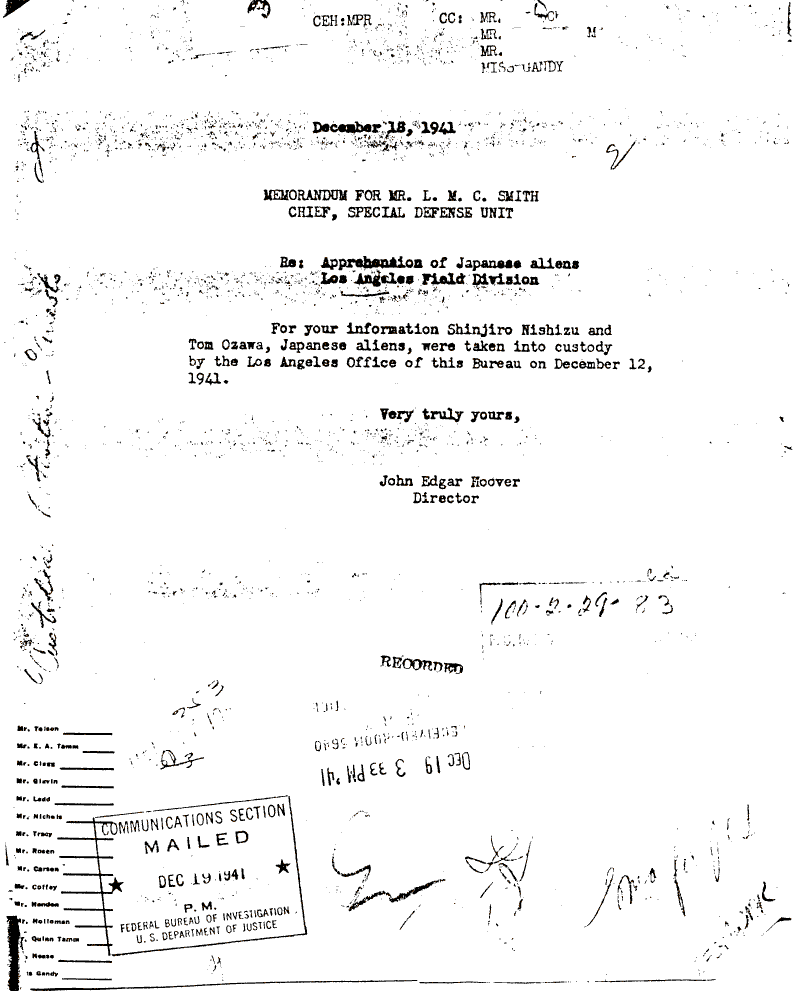 CEH:MPR
CC: MR.
MR.
MR.
MISS GANDY
December 18, 1941
MEMORANDUM FOR MR. L. M. C. SMITH
CHIEF, SPECIAL DEFENSE UNIT
Re: Apprehension of Japanese aliens
Los Angeles Field Division
For your information Shinjiro Nishizu and
Tom Ozawa, Japanese aliens, were taken into custody
by the Los Angeles Office of this Bureau on December 12,
1941.
Very truly yours,
John Edgar Hoover
Director
100-2-29-83
RECORDED
RECEIVED-ROOM 5640
DEC 19 3 33 PM '41
Mr. Tolson
Mr. E. A. Tamm
Mr. Clegg
Mr. Glavin
Mr. Ladd
Mr. Nichols
Mr. Tracy
Mr. Rosen
Mr. Carson
Mr. Coffey
Mr. Hendon
Mr. Holloman
Quinn Tamm
Nease
Gandy
COMMUNICATIONS SECTION
MAILED
DEC 19 1941
P. M.
FEDERAL BUREAU OF INVESTIGATION
U. S. DEPARTMENT OF JUSTICE